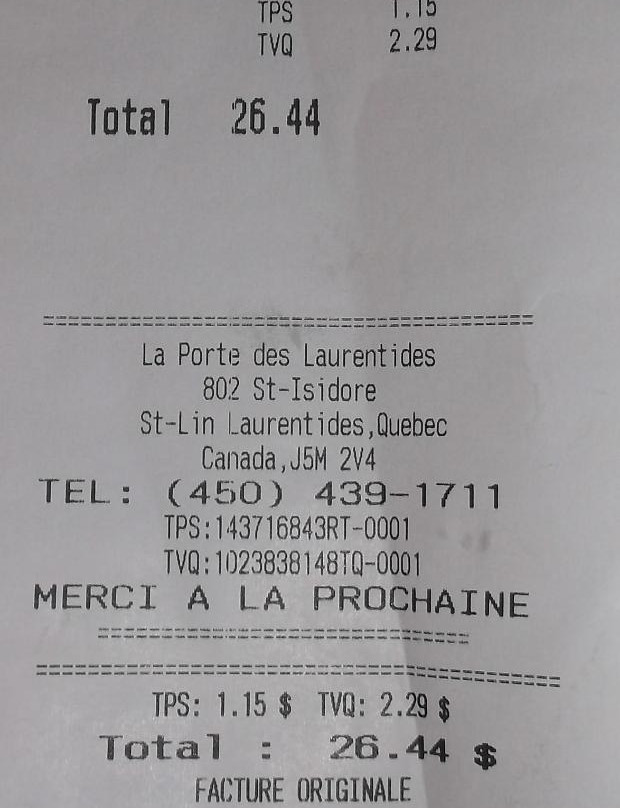 TPS 1.15
TVQ 2.29
Total 26.44
La Porte des Laurentides
802 St-Isidore
St-Lin Laurentides,Quebec
Canada,J5M 2V4
TEL: (450) 439-1711
TPS:143716843RT-0001
TVQ:1023838148TQ-0001
MERCI A LA PROCHAINE
TPS: 1.15 $ TVQ: 2.29 $
Total : 26.44 $
FACTURE ORIGINALE